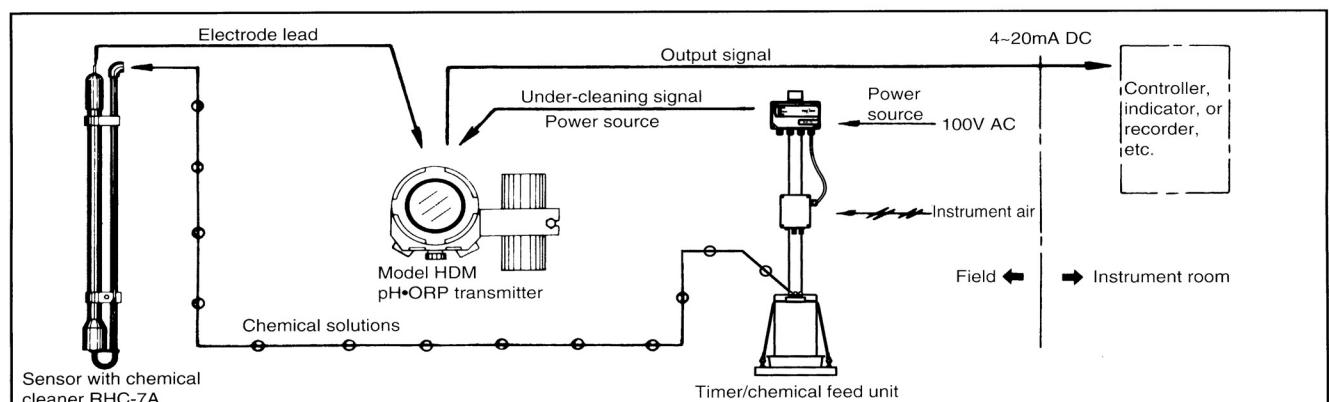 Electrode lead
4~20mA DC
Output signal
Under-cleaning signal
Power source
Power
source
100V AC
Controller,
indicator, or
recorder,
etc.
Instrument air
Model HDM
pH•ORP transmitter
Field
Instrument room
Chemical solutions
Sensor with chemical
cleaner RHC-7A
Timer/chemical feed unit